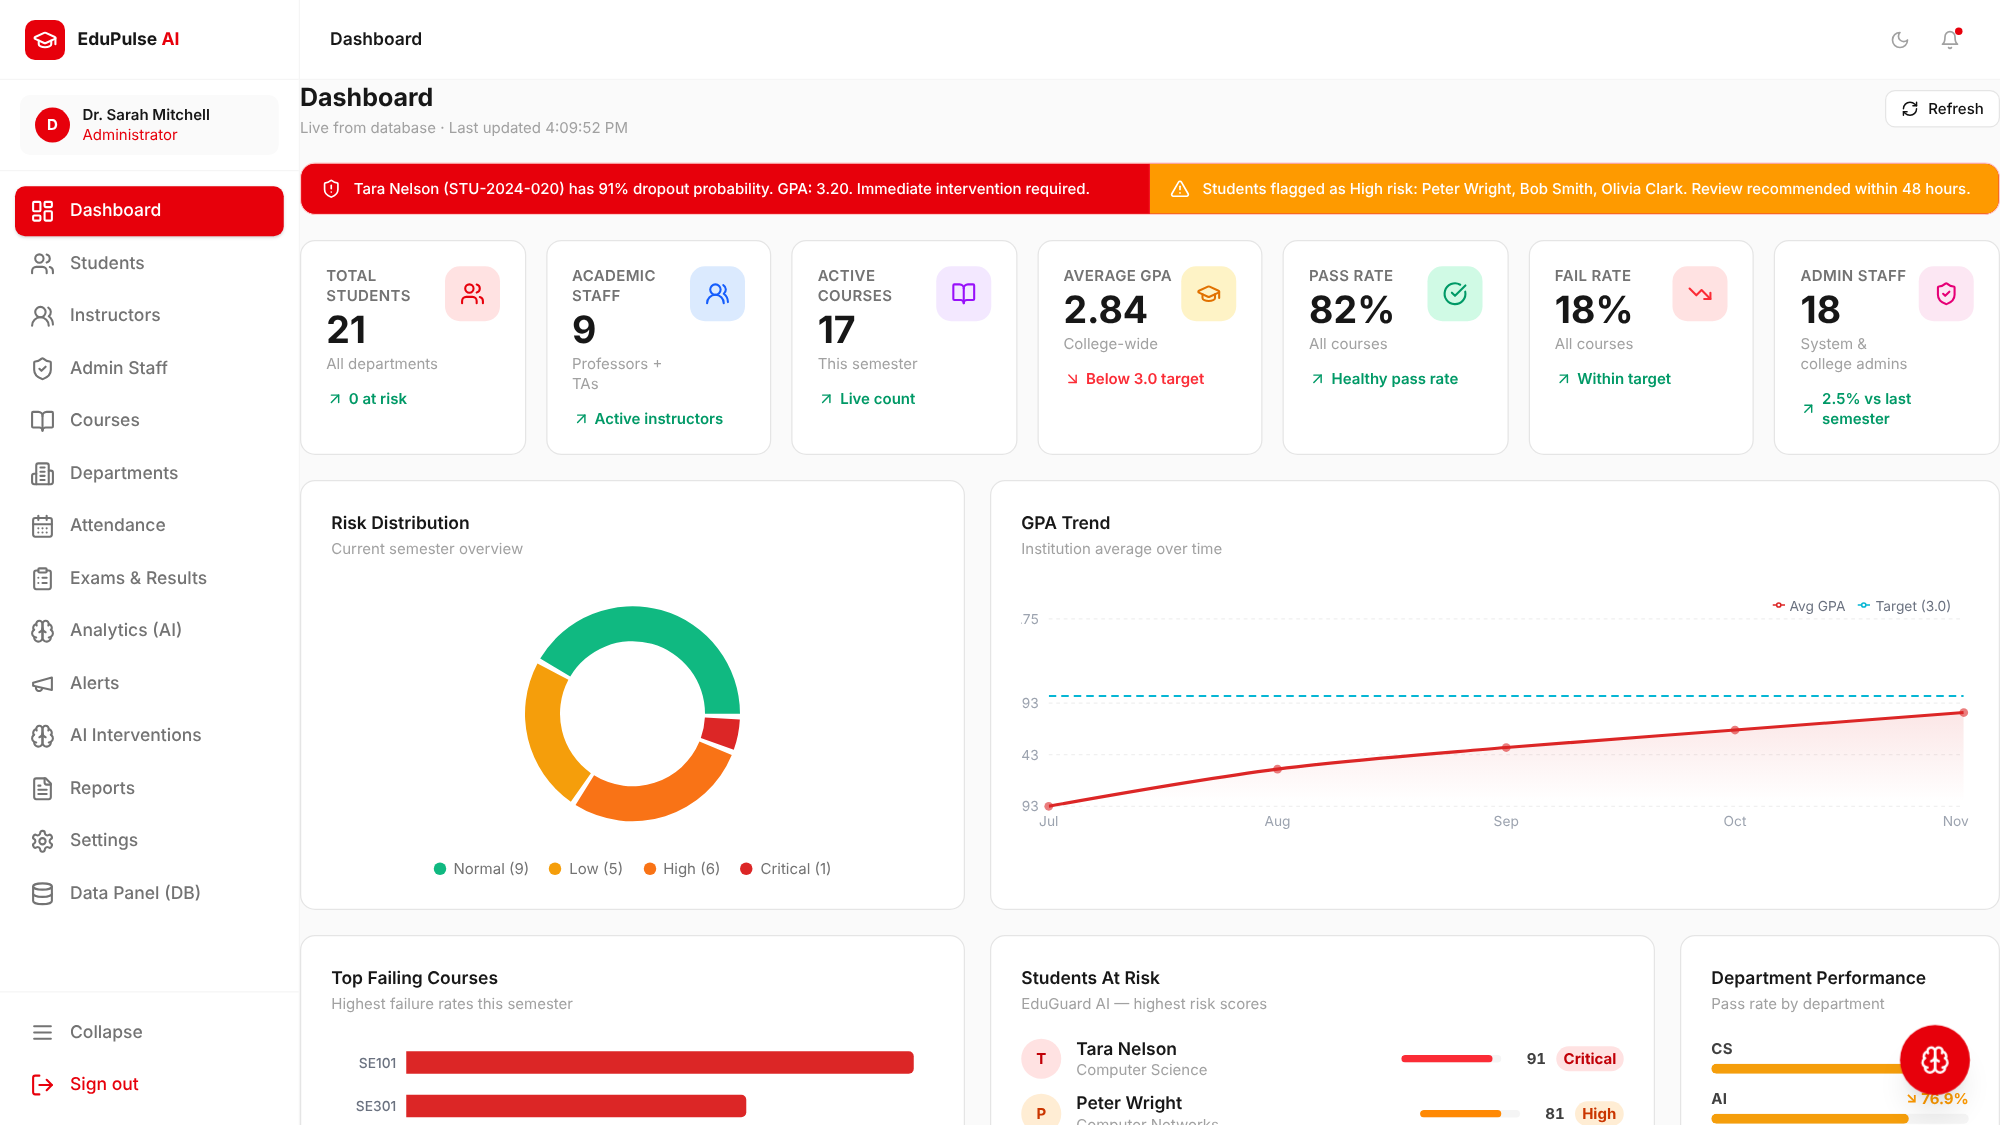 EduPulse AI
Dashboard
D
Dr. Sarah Mitchell
Administrator
Dashboard
Students
Instructors
Admin Staff
Courses
Departments
Attendance
Exams & Results
Analytics (AI)
Alerts
AI Interventions
Reports
Settings
Data Panel (DB)
Collapse
Sign out
Dashboard
Live from database · Last updated 4:09:52 PM
Refresh
Tara Nelson (STU-2024-020) has 91% dropout probability. GPA: 3.20. Immediate intervention required.
Students flagged as High risk: Peter Wright, Bob Smith, Olivia Clark. Review recommended within 48 hours.
TOTAL
STUDENTS
21
All departments
0 at risk
ACADEMIC
STAFF
9
Professors +
TAs
Active instructors
ACTIVE
COURSES
17
This semester
Live count
AVERAGE GPA
2.84
College-wide
Below 3.0 target
PASS RATE
82%
All courses
Healthy pass rate
FAIL RATE
18%
All courses
Within target
ADMIN STAFF
18
System &
college admins
2.5% vs last
semester
Risk Distribution
Current semester overview
Normal (9)
Low (5)
High (6)
Critical (1)
GPA Trend
Institution average over time
Avg GPA
Target (3.0)
.75
93
43
93
Jul
Aug
Sep
Oct
Nov
Top Failing Courses
Highest failure rates this semester
SE101
SE301
Students At Risk
EduGuard AI — highest risk scores
T
Tara Nelson
Computer Science
91
Critical
P
Peter Wright
Computer Networks
81
High
Department Performance
Pass rate by department
CS
AI
76.9%